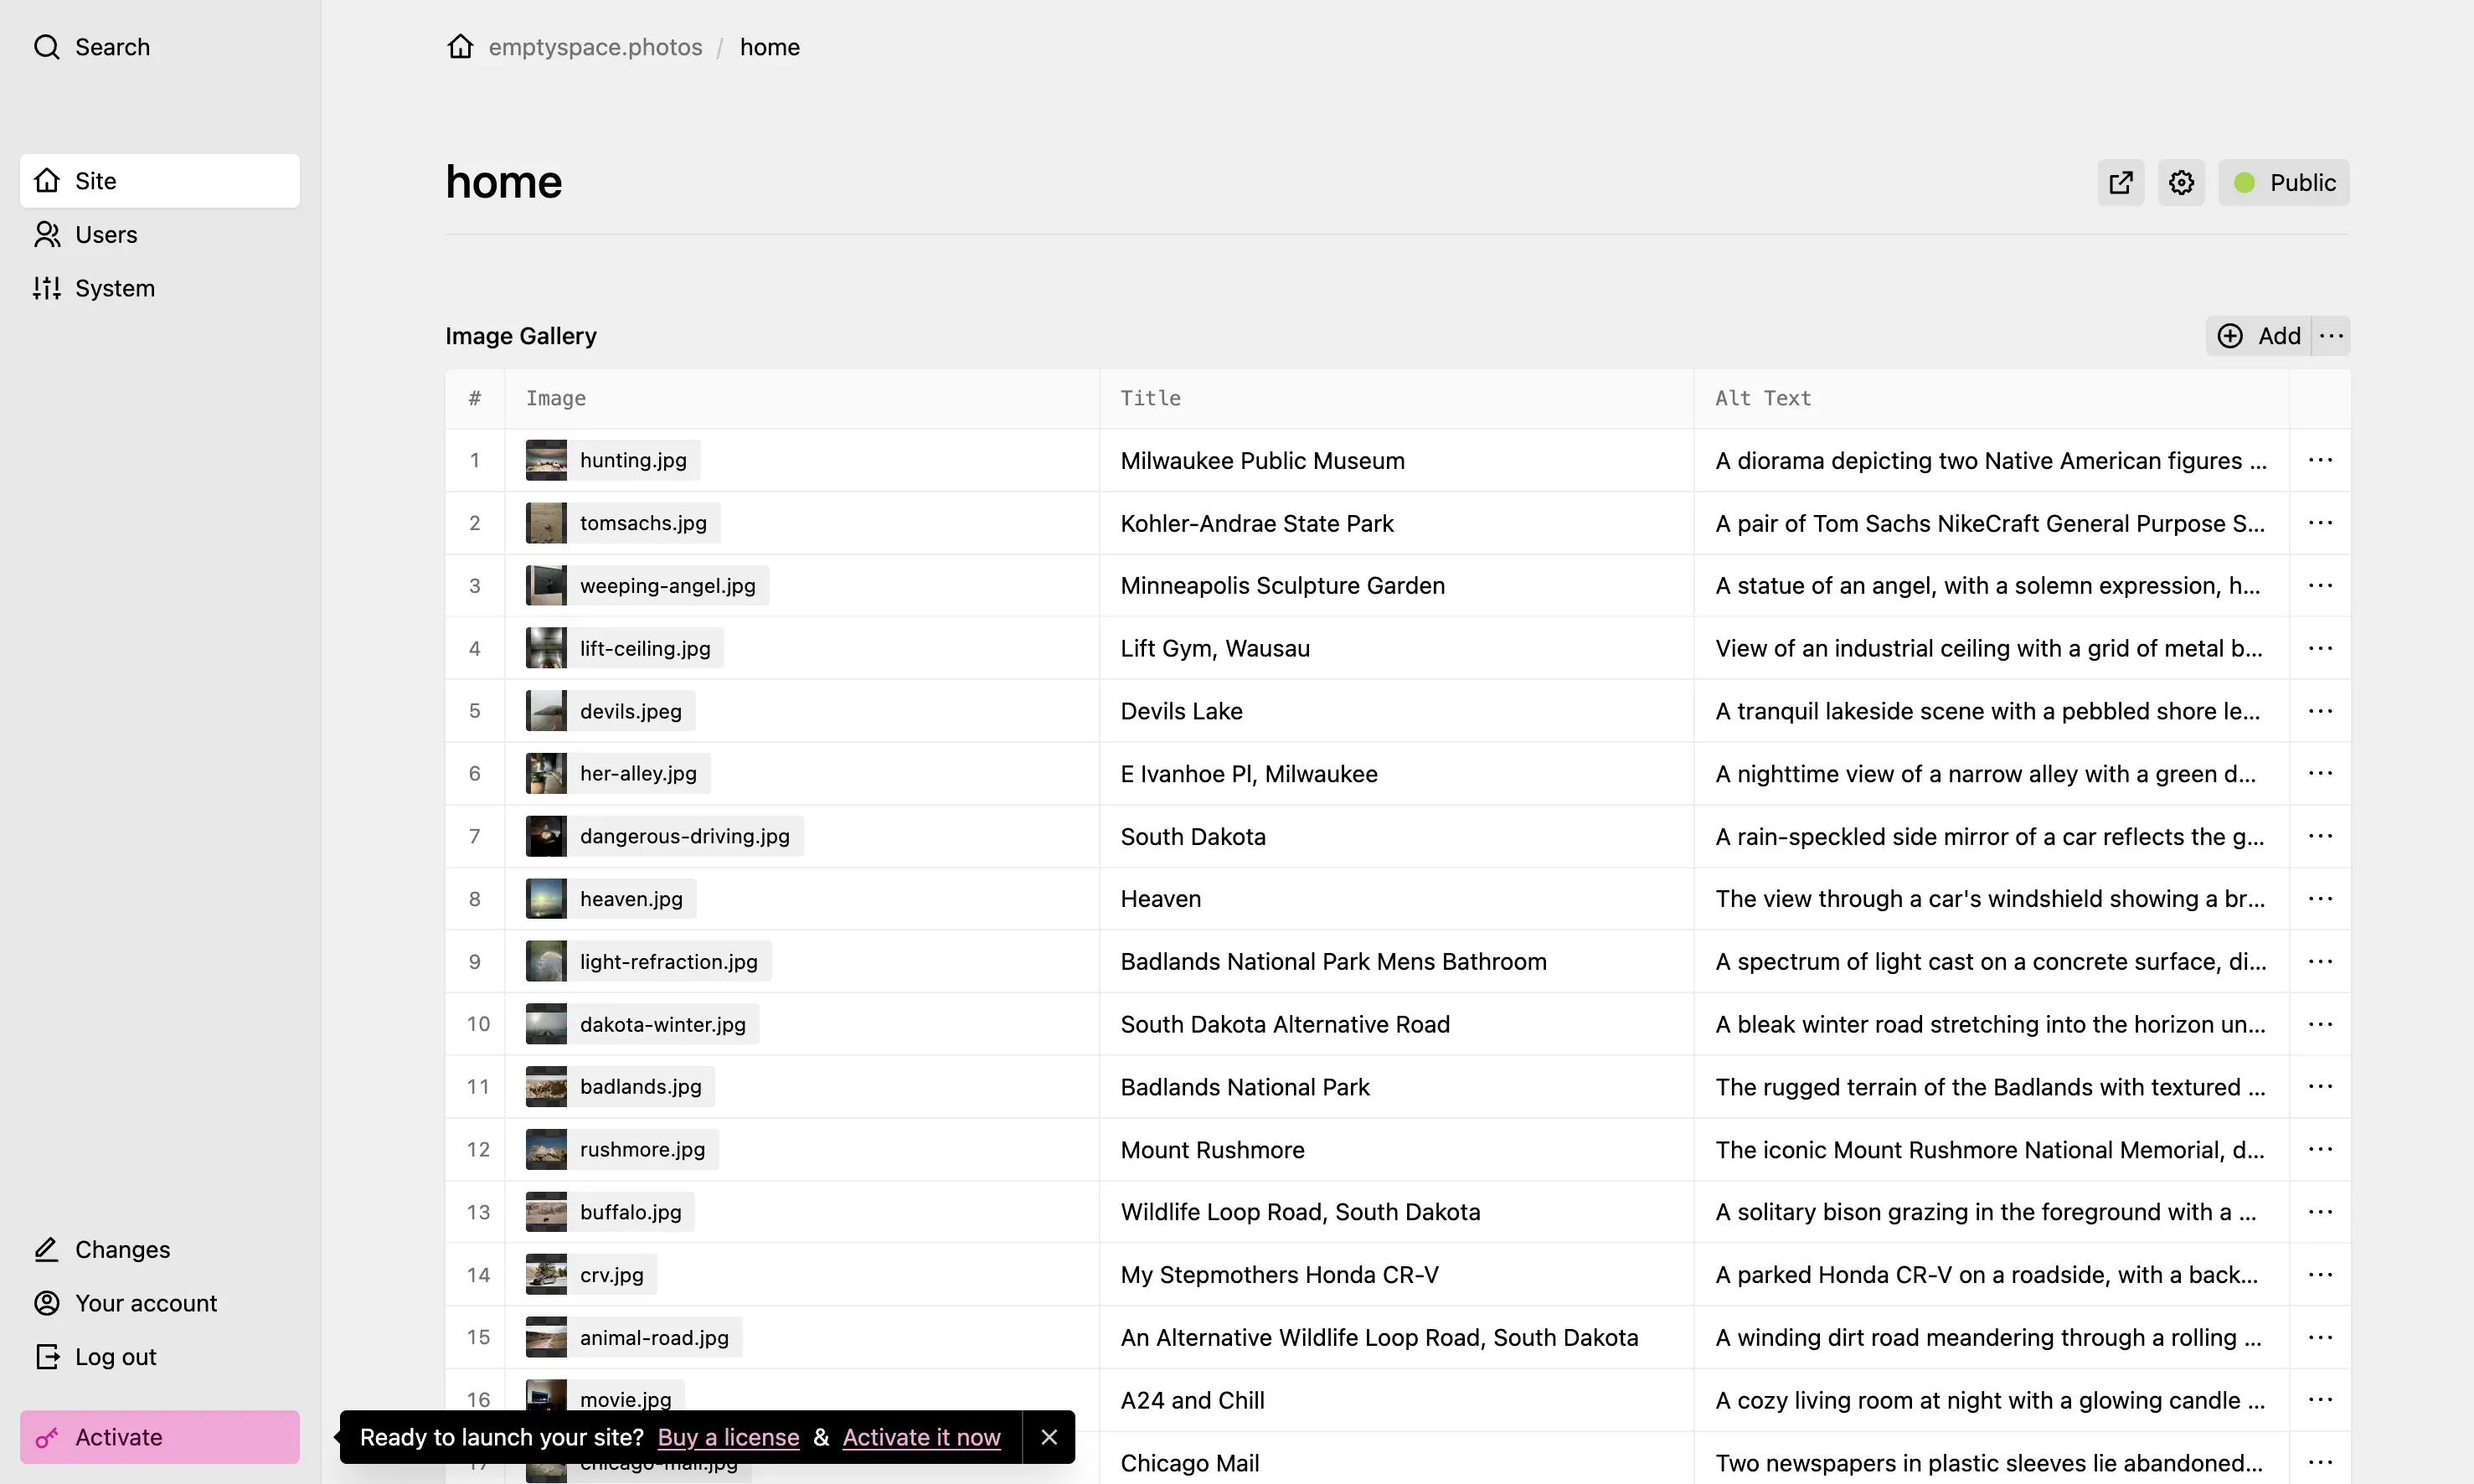 Search
emptyspace.photos / home
home
Public
Site
Users
System
Image Gallery
Add
# Image Title Alt Text
1 hunting.jpg Milwaukee Public Museum A diorama depicting two Native American figures ...
2 tomsachs.jpg Kohler-Andrae State Park A pair of Tom Sachs NikeCraft General Purpose S...
3 weeping-angel.jpg Minneapolis Sculpture Garden A statue of an angel, with a solemn expression, h...
4 lift-ceiling.jpg Lift Gym, Wausau View of an industrial ceiling with a grid of metal b...
5 devils.jpeg Devils Lake A tranquil lakeside scene with a pebbled shore le...
6 her-alley.jpg E Ivanhoe Pl, Milwaukee A nighttime view of a narrow alley with a green d...
7 dangerous-driving.jpg South Dakota A rain-speckled side mirror of a car reflects the g...
8 heaven.jpg Heaven The view through a car's windshield showing a br...
9 light-refraction.jpg Badlands National Park Mens Bathroom A spectrum of light cast on a concrete surface, di...
10 dakota-winter.jpg South Dakota Alternative Road A bleak winter road stretching into the horizon un...
11 badlands.jpg Badlands National Park The rugged terrain of the Badlands with textured ...
12 rushmore.jpg Mount Rushmore The iconic Mount Rushmore National Memorial, d...
13 buffalo.jpg Wildlife Loop Road, South Dakota A solitary bison grazing in the foreground with a ...
14 crv.jpg My Stepmothers Honda CR-V A parked Honda CR-V on a roadside, with a back...
15 animal-road.jpg An Alternative Wildlife Loop Road, South Dakota A winding dirt road meandering through a rolling ...
16 movie.jpg A24 and Chill A cozy living room at night with a glowing candle ...
17 chicago-mail.jpg Chicago Mail Two newspapers in plastic sleeves lie abandoned...
Changes
Your account
Log out
Activate
Ready to launch your site? Buy a license & Activate it now